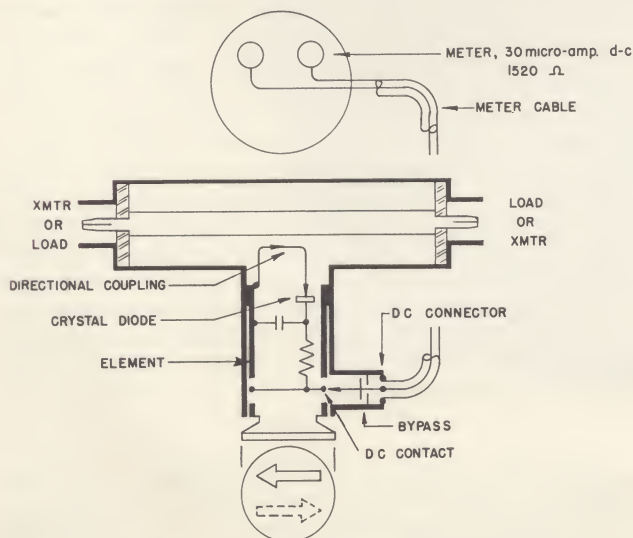 METER, 30 micro-amp. d-c
1520 Ω
METER CABLE
XMTR
OR
LOAD
LOAD
OR
XMTR
DIRECTIONAL COUPLING
CRYSTAL DIODE
DC CONNECTOR
ELEMENT
BYPASS
DC CONTACT